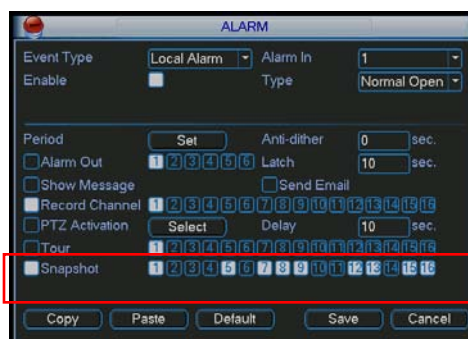 ALARM
Event Type Local Alarm Alarm In 1
Enable Type Normal Open
Period Set Anti-dither 0 sec.
Alarm Out 1 2 3 4 5 6 Latch 10 sec.
Show Message Send Email
Record Channel 1 2 3 4 5 6 7 8 9 10 11 12 13 14 15 16
PTZ Activation Select Delay 10 sec.
Tour 1 2 3 4 5 6 7 8 9 10 11 12 13 14 15 16
Snapshot 1 2 3 4 5 6 7 8 9 10 11 12 13 14 15 16
Copy Paste Default Save Cancel